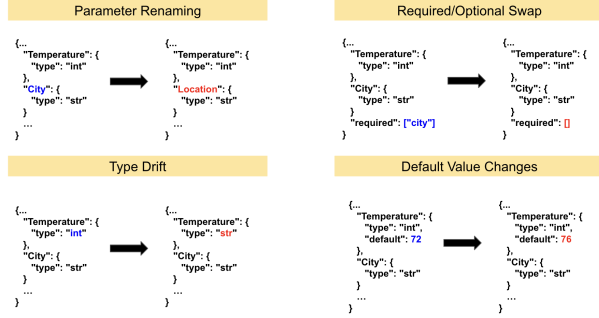 Parameter Renaming
{...
"Temperature": {
"type": "int"
},
"City": {
"type": "str"
}
...
}
{...
"Temperature": {
"type": "int"
},
"Location": {
"type": "str"
}
...
}
Required/Optional Swap
{...
"Temperature": {
"type": "int"
},
"City": {
"type": "str"
}
"required": ["city"]
}
{...
"Temperature": {
"type": "int"
},
"City": {
"type": "str"
}
"required": []
}
Type Drift
{...
"Temperature": {
"type": "int"
},
"City": {
"type": "str"
}
...
}
{...
"Temperature": {
"type": "str"
},
"City": {
"type": "str"
}
...
}
Default Value Changes
{...
"Temperature": {
"type": "int",
"default": 72
},
"City": {
"type": "str"
}
...
}
{...
"Temperature": {
"type": "int",
"default": 76
},
"City": {
"type": "str"
}
...
}